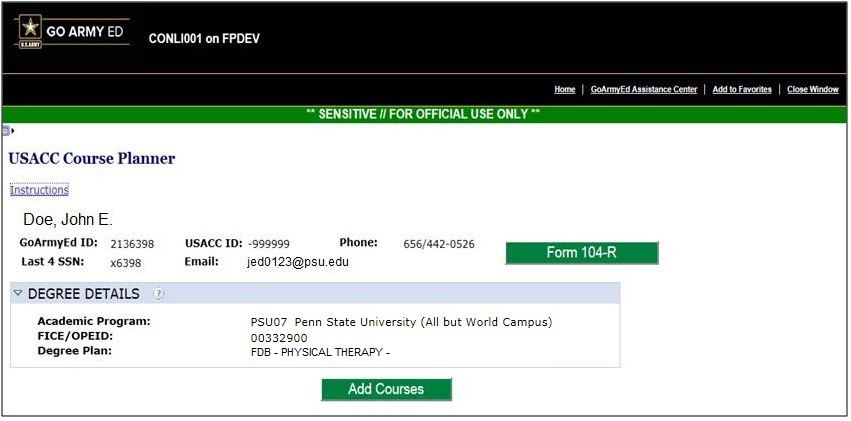 GO ARMY ED
U.S.ARMY
CONLI001 on FPDEV
Home | GoArmyEd Assistance Center | Add to Favorites | Close Window
** SENSITIVE // FOR OFFICIAL USE ONLY **
USACC Course Planner
Instructions
Doe, John E.
GoArmyEd ID: 2136398 USACC ID: -999999 Phone: 656/442-0526
Last 4 SSN: x6398 Email: jed0123@psu.edu
Form 104-R
DEGREE DETAILS ?
Academic Program: PSU07 Penn State University (All but World Campus)
FICE/OPEID: 00332900
Degree Plan: FDB - PHYSICAL THERAPY -
Add Courses